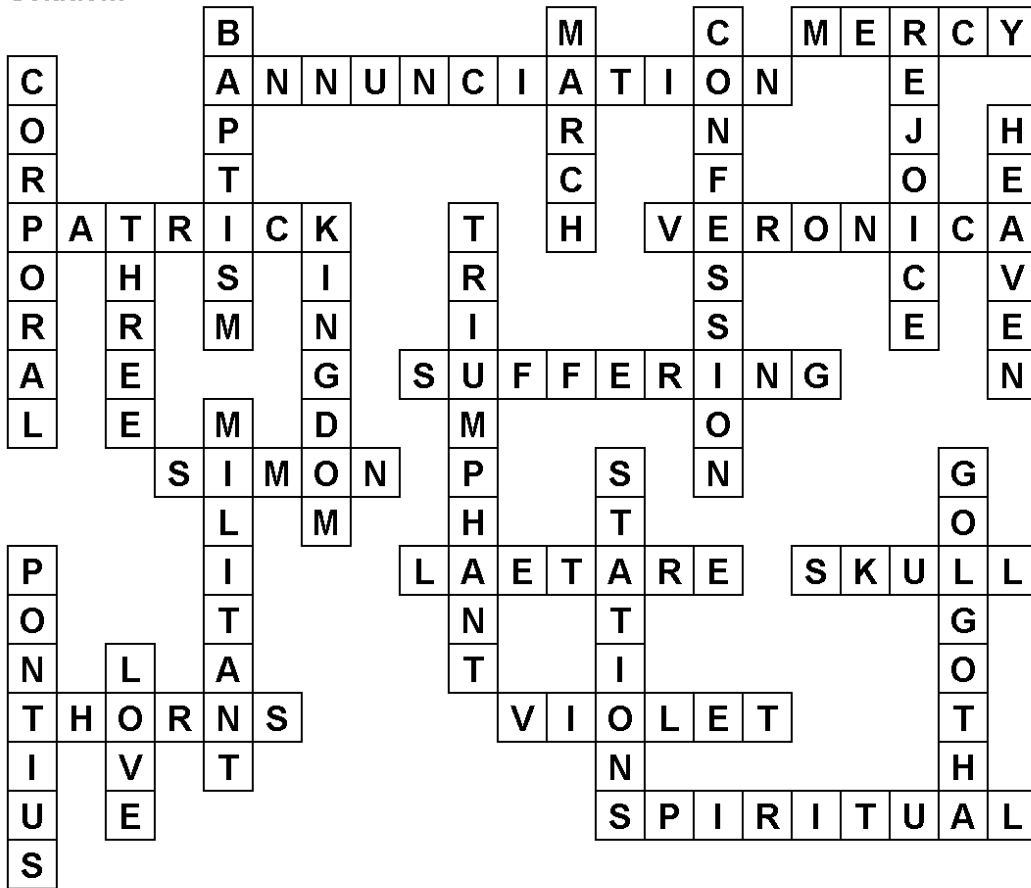 B M C M E R C Y
C A N N U N C I A T I O N E
O P R N J H
R T C F O E
P A T R I C K T H V E R O N I C A
O H S I R S C V
R R M N I S E E
A E G S U F F E R I N G N
L E M D M O
S I M O N P S N G
L M H T O
P I L A E T A R E S K U L L
O T N T G
N L A T I O
T H O R N S V I O L E T T
I V T N H
U E S P I R I T U A L
S